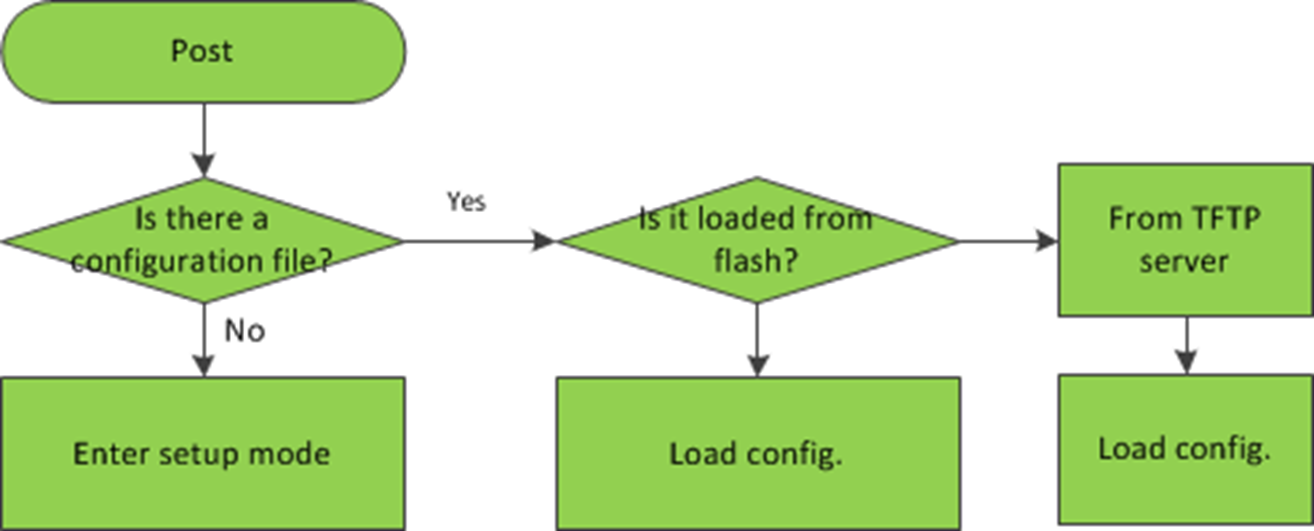 Post
Is there a
configuration file?
Yes
No
Is it loaded from
flash?
From TFTP
server
Enter setup mode
Load config.
Load config.